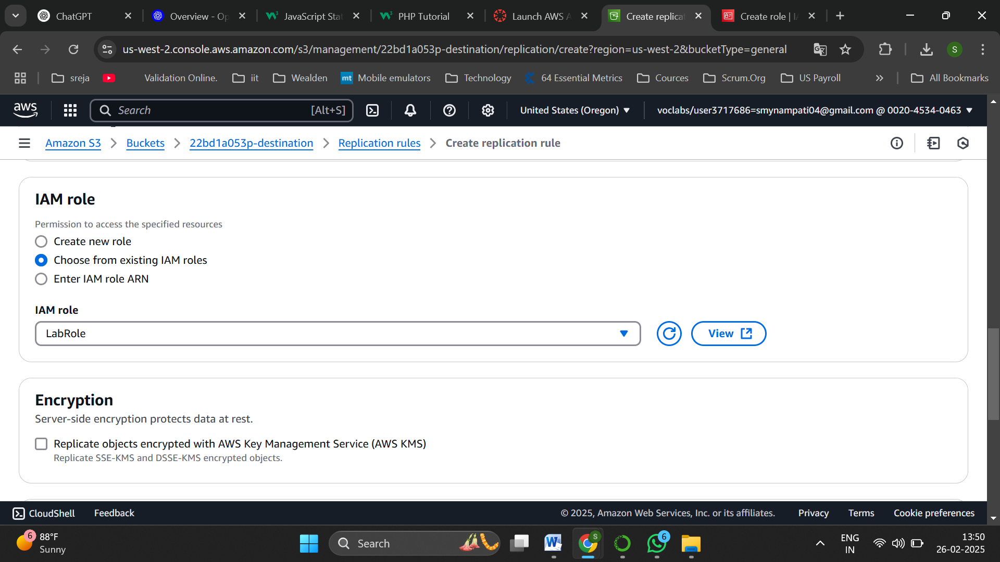 ChatGPT
Overview - Op
JavaScript Stat
PHP Tutorial
Launch AWS A
Create replicat
Create role | IA
us-west-2.console.aws.amazon.com/s3/management/22bd1a053p-destination/replication/create?region=us-west-2&bucketType=general
S
sreja
Validation Online.
iit
Wealden
mt Mobile emulators
Technology
64 Essential Metrics
Cources
Scrum.Org
US Payroll
All Bookmarks
aws
Search [Alt+S]
United States (Oregon)
voclabs/user3717686=smynampati04@gmail.com @ 0020-4534-0463
Amazon S3
Buckets
22bd1a053p-destination
Replication rules
Create replication rule
IAM role
Permission to access the specified resources
Create new role
Choose from existing IAM roles
Enter IAM role ARN
IAM role
LabRole
View
Encryption
Server-side encryption protects data at rest.
Replicate objects encrypted with AWS Key Management Service (AWS KMS)
Replicate SSE-KMS and DSSE-KMS encrypted objects.
CloudShell
Feedback
© 2025, Amazon Web Services, Inc. or its affiliates.
Privacy
Terms
Cookie preferences
6
88°F
Sunny
Search
W
S
6
ENG
IN
13:50
26-02-2025